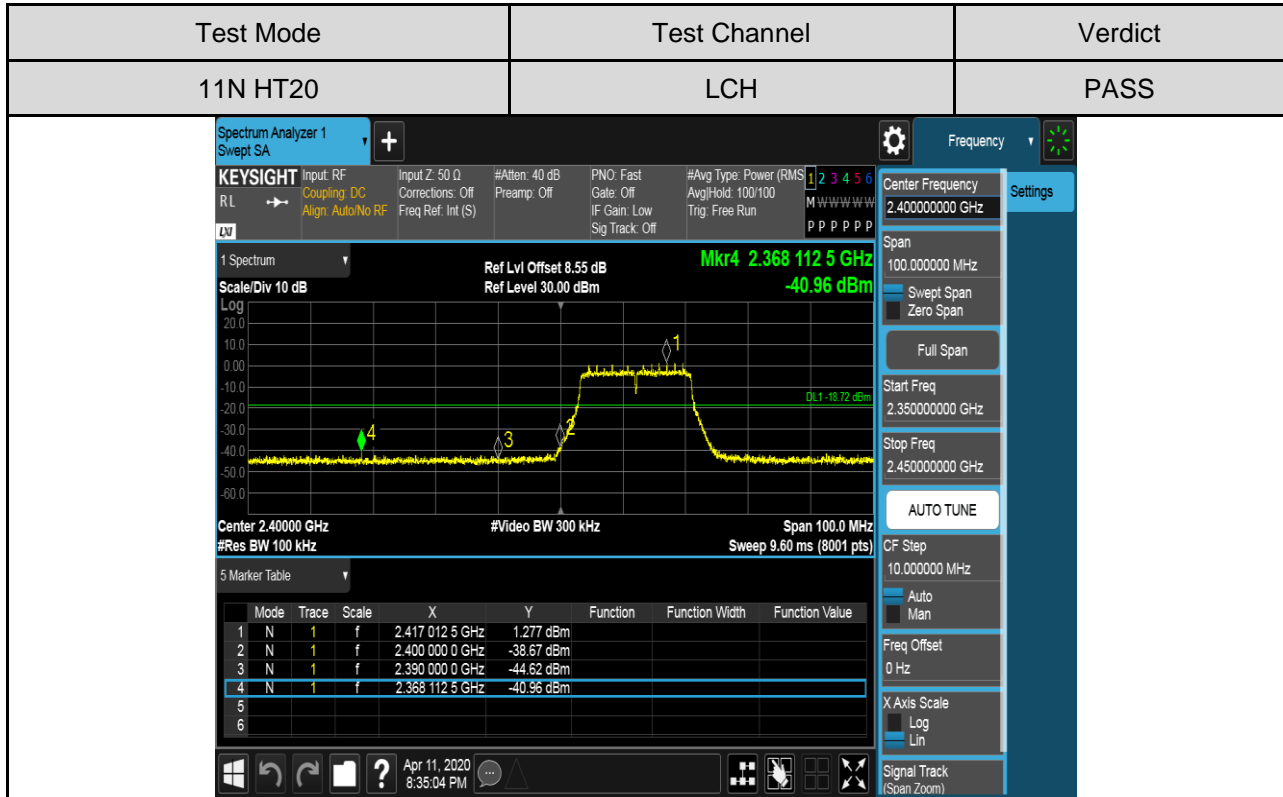 Test Mode Test Channel Verdict
11N HT20 LCH PASS
Spectrum Analyzer 1
Swept SA
+
Frequency
KEYSIGHT
RL
LXI
Input: RF
Coupling: DC
Align: Auto/No RF
Input Z: 50 Ω
Corrections: Off
Freq Ref: Int (S)
#Atten: 40 dB
Preamp: Off
PNO: Fast
Gate: Off
IF Gain: Low
Sig Track: Off
#Avg Type: Power (RMS
Avg|Hold: 100/100
Trig: Free Run
1 2 3 4 5 6
M W W W W W
P P P P P P
1 Spectrum
Scale/Div 10 dB
Ref Lvl Offset 8.55 dB
Ref Level 30.00 dBm
Mkr4 2.368 112 5 GHz
-40.96 dBm
Log
20.0
10.0
0.00
-10.0
-20.0
-30.0
-40.0
-50.0
-60.0
1
DL1 -18.72 dBm
4
3
2
Center 2.40000 GHz
#Res BW 100 kHz
#Video BW 300 kHz
Span 100.0 MHz
Sweep 9.60 ms (8001 pts)
5 Marker Table
Mode Trace Scale X Y Function Function Width Function Value
1 N 1 f 2.417 012 5 GHz 1.277 dBm
2 N 1 f 2.400 000 0 GHz -38.67 dBm
3 N 1 f 2.390 000 0 GHz -44.62 dBm
4 N 1 f 2.368 112 5 GHz -40.96 dBm
5
6
?
Apr 11, 2020
8:35:04 PM
Center Frequency
2.400000000 GHz
Settings
Span
100.000000 MHz
Swept Span
Zero Span
Full Span
Start Freq
2.350000000 GHz
Stop Freq
2.450000000 GHz
AUTO TUNE
CF Step
10.000000 MHz
Auto
Man
Freq Offset
0 Hz
X Axis Scale
Log
Lin
Signal Track
(Span Zoom)